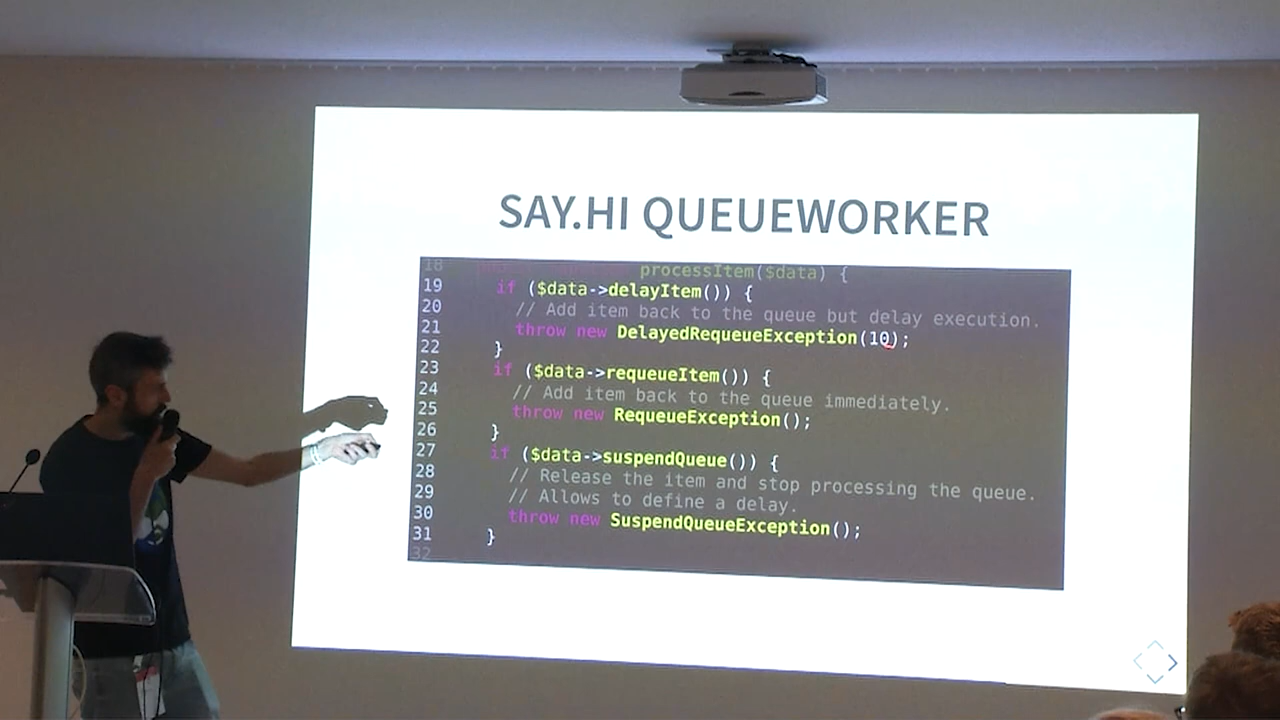 SAY.HI QUEUEWORKER
18 processItem($data) {
19 if ($data->delayItem()) {
20 // Add item back to the queue but delay execution.
21 throw new DelayedRequeueException(10);
22 }
23 if ($data->requeueItem()) {
24 // Add item back to the queue immediately.
25 throw new RequeueException();
26 }
27 if ($data->suspendQueue()) {
28 // Release the item and stop processing the queue.
29 // Allows to define a delay.
30 throw new SuspendQueueException();
31 }
32